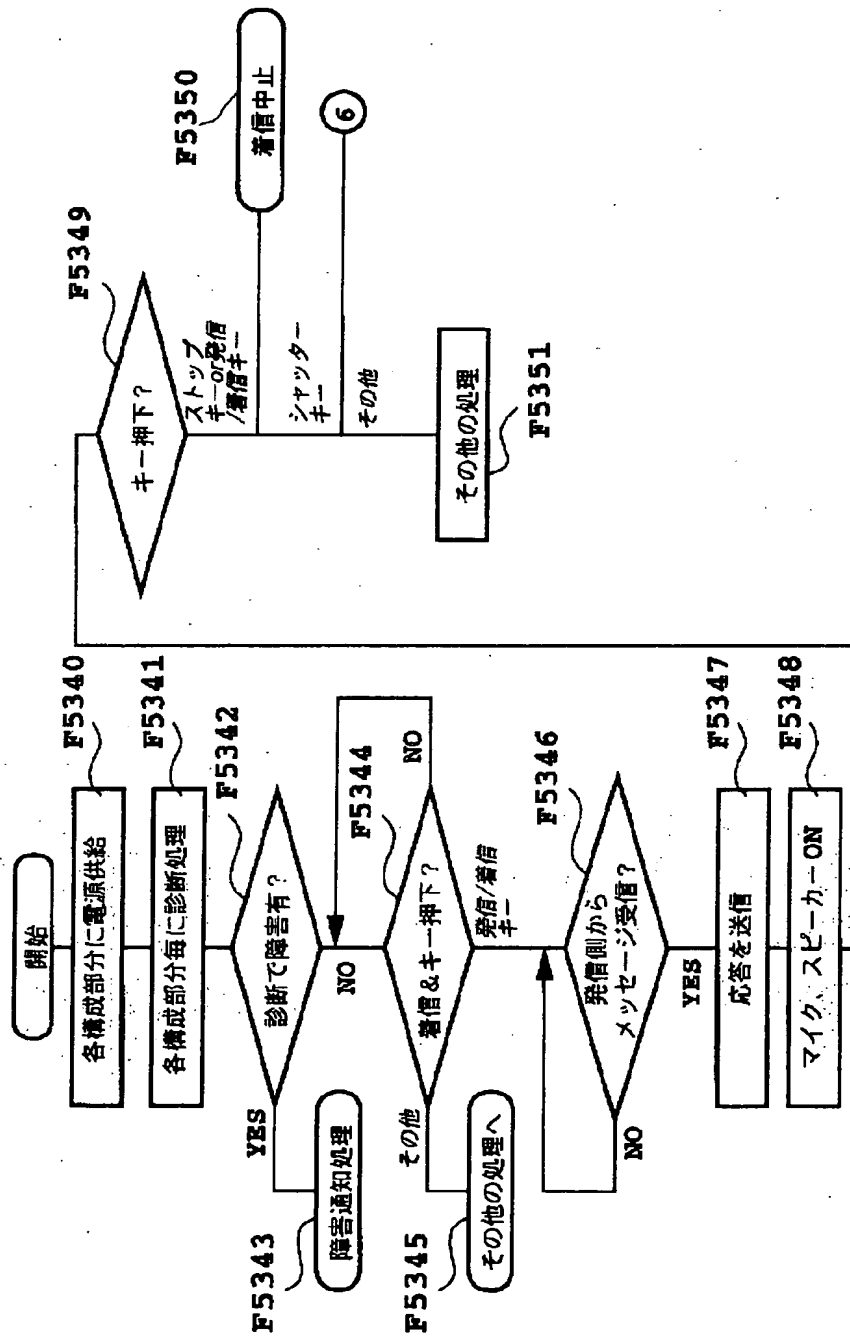 開始
各構成部分に電源供給
F5340
各構成部分毎に診断処理
F5341
診断で障害有?
F5342
YES
NO
障害通知処理
F5343
着信&キー押下?
F5344
NO
その他
発信/着信
キー
その他の処理へ
F5345
発信側から
メッセージ受信?
F5346
NO
YES
応答を送信
F5347
マイク、スピーカーON
F5348
キー押下?
F5349
ストップ
キーor発信
/着信キー
着信中止
F5350
シャッター
キー
6
その他
その他の処理
F5351